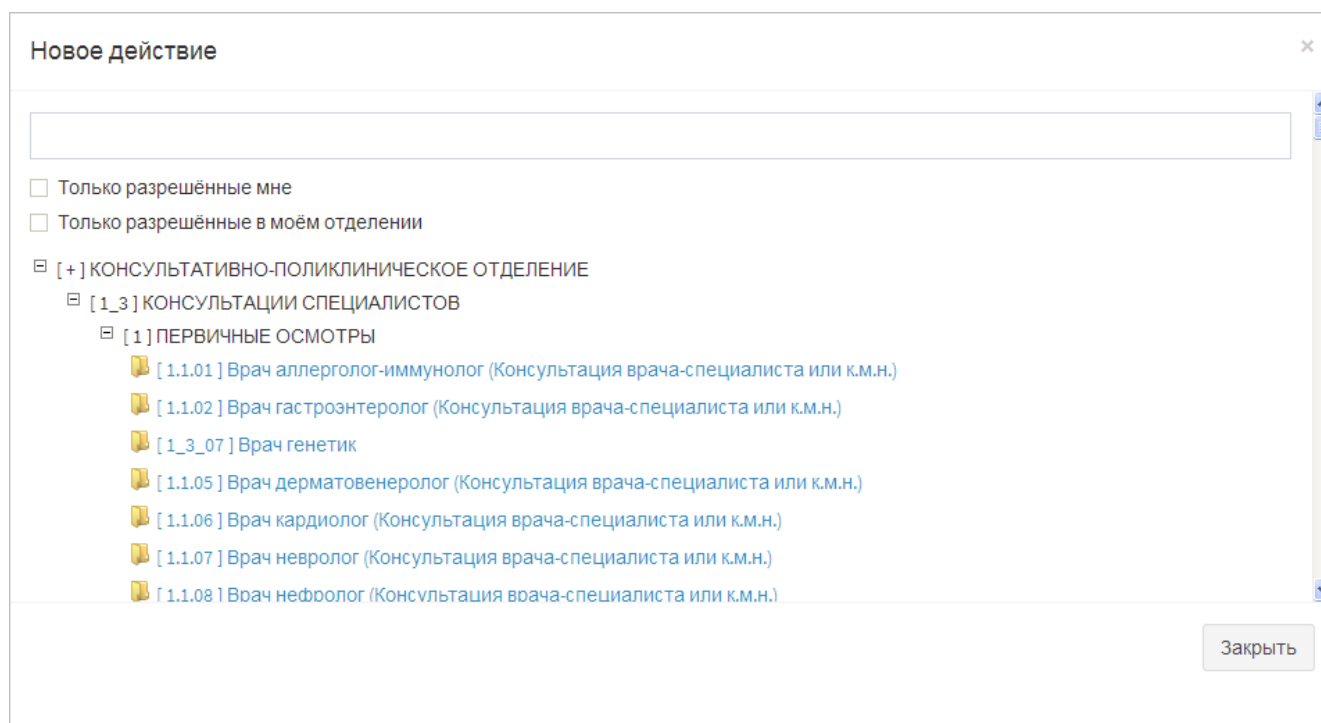 Новое действие
×
Только разрешённые мне
Только разрешённые в моём отделении
[ + ] КОНСУЛЬТАТИВНО-ПОЛИКЛИНИЧЕСКОЕ ОТДЕЛЕНИЕ
[ 1_3 ] КОНСУЛЬТАЦИИ СПЕЦИАЛИСТОВ
[ 1 ] ПЕРВИЧНЫЕ ОСМОТРЫ
[ 1.1.01 ] Врач аллерголог-иммунолог (Консультация врача-специалиста или к.м.н.)
[ 1.1.02 ] Врач гастроэнтеролог (Консультация врача-специалиста или к.м.н.)
[ 1_3_07 ] Врач генетик
[ 1.1.05 ] Врач дерматовенеролог (Консультация врача-специалиста или к.м.н.)
[ 1.1.06 ] Врач кардиолог (Консультация врача-специалиста или к.м.н.)
[ 1.1.07 ] Врач невролог (Консультация врача-специалиста или к.м.н.)
[ 1.1.08 ] Врач нефролог (Консультация врача-специалиста или к.м.н.)
Закрыть